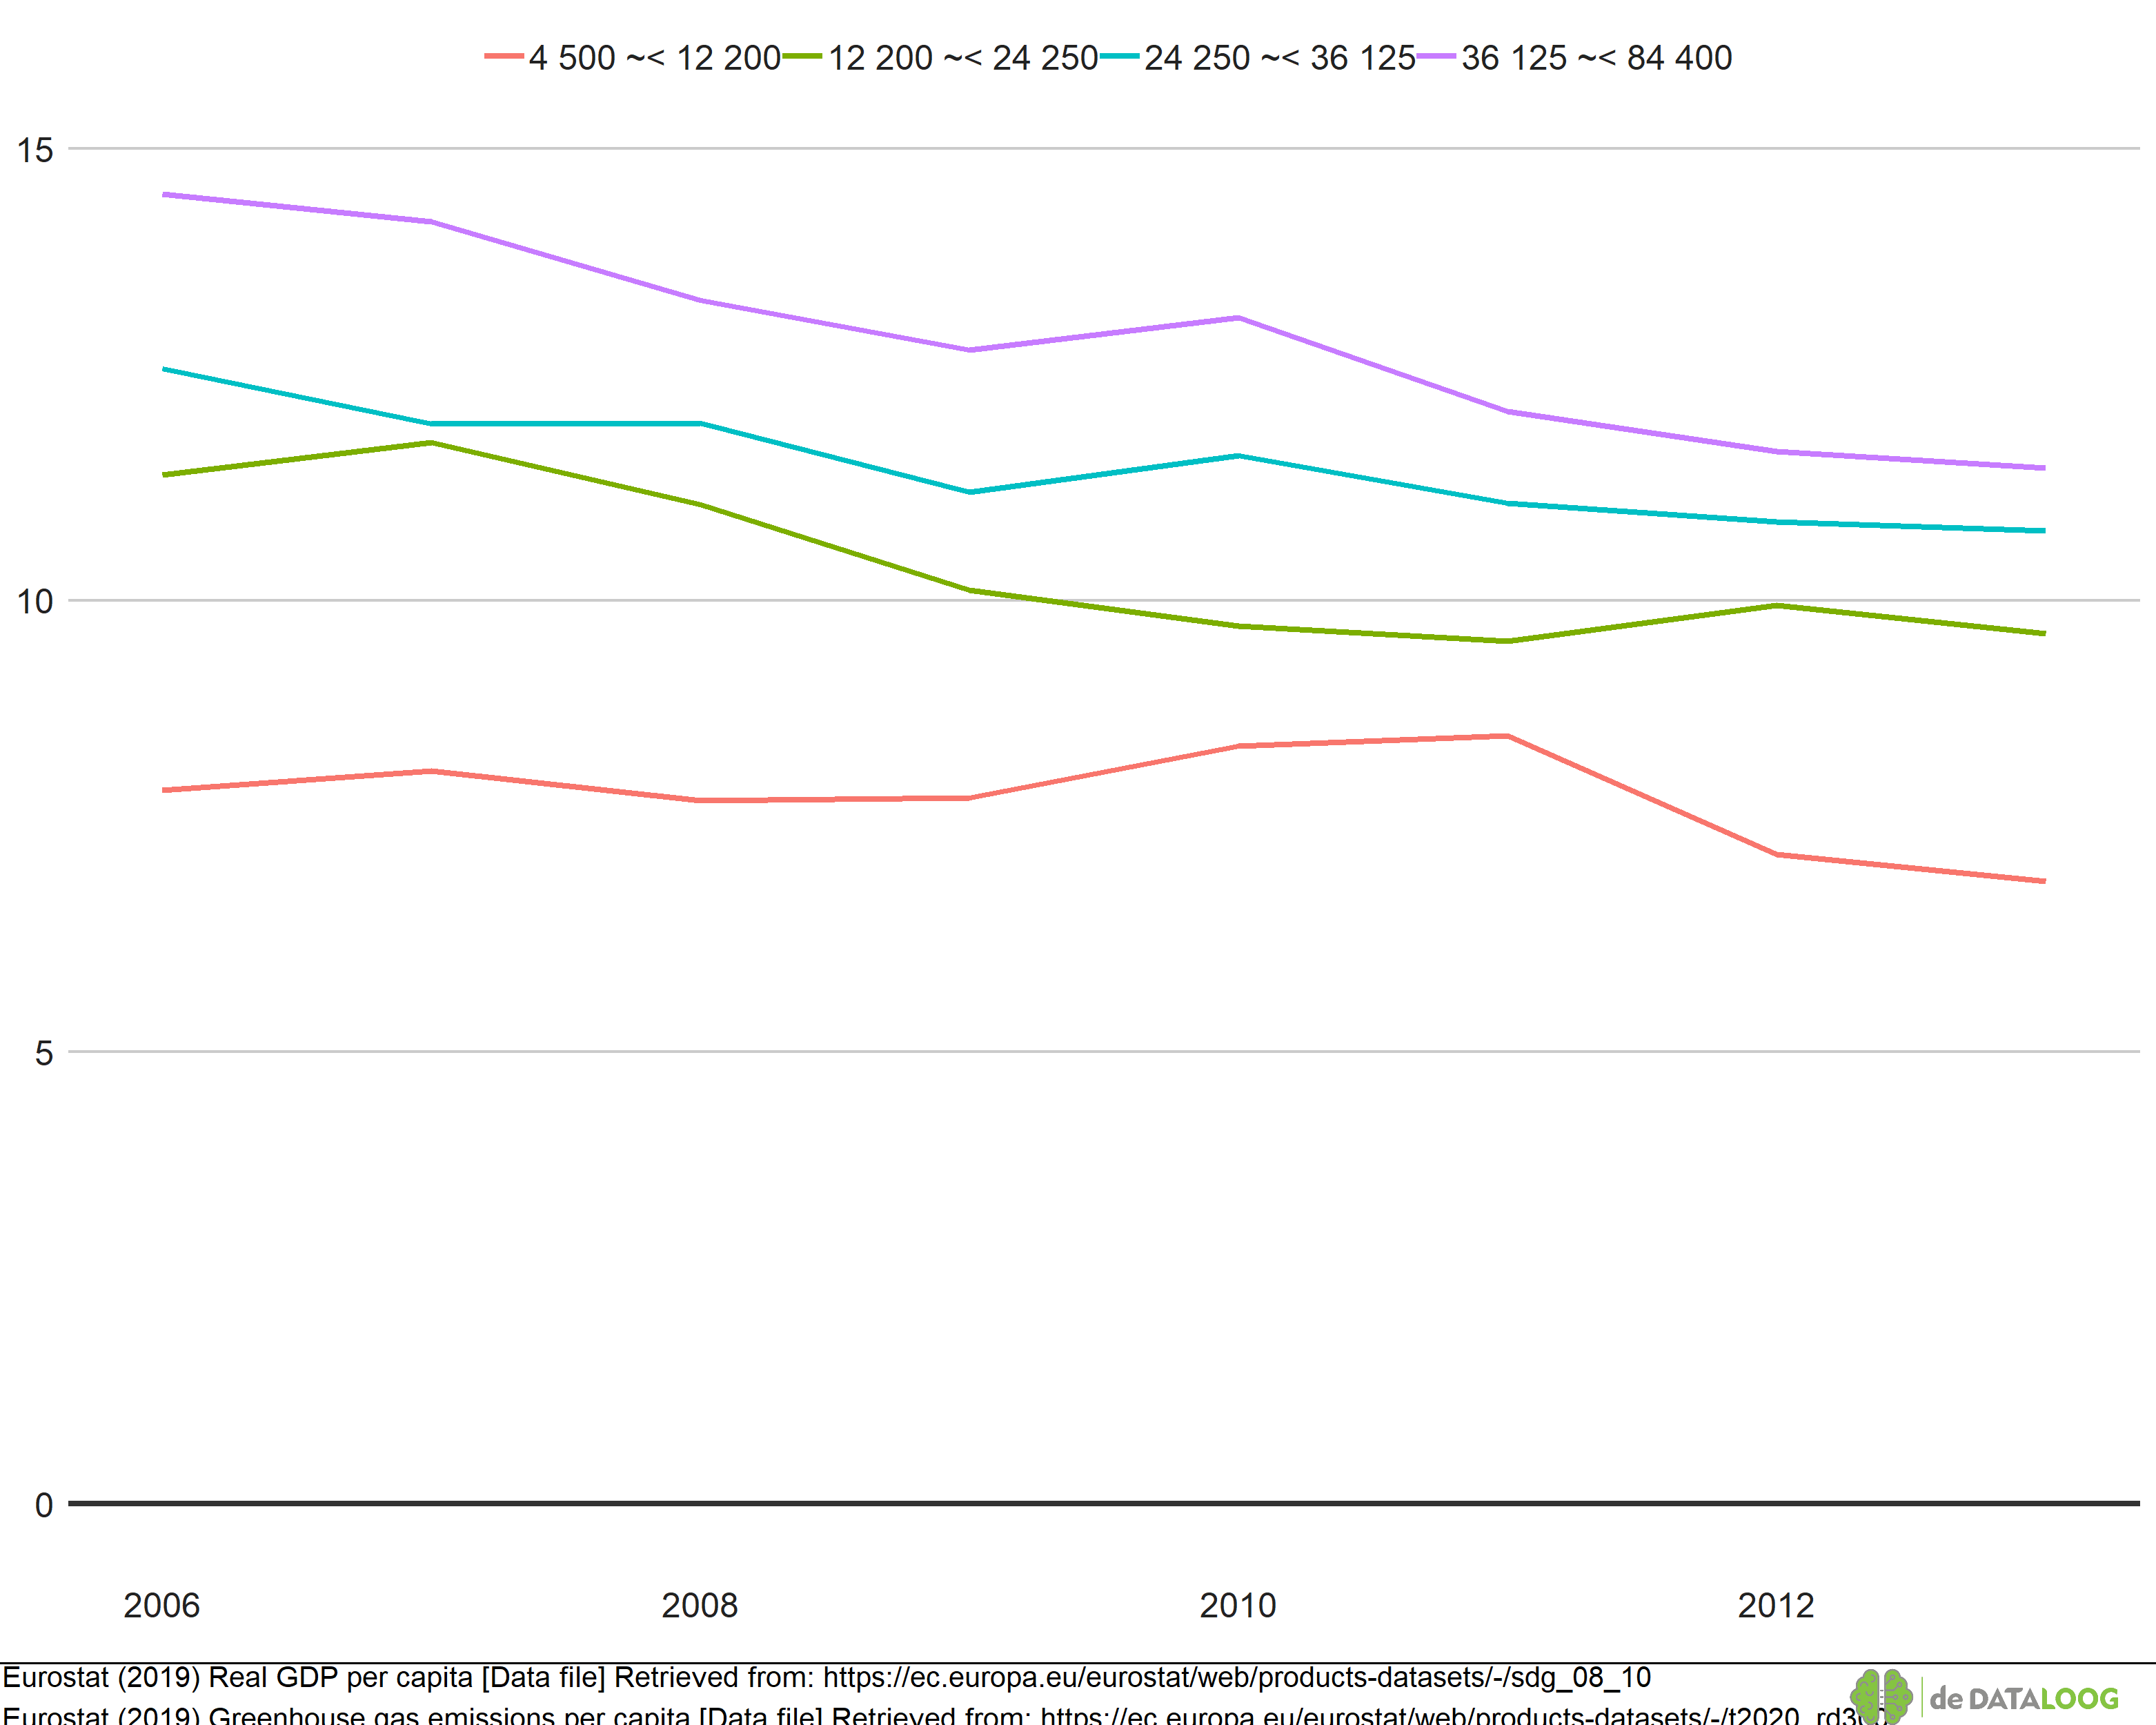 4 500 ~< 12 200 12 200 ~< 24 250 24 250 ~< 36 125 36 125 ~< 84 400
15
10
5
0
2006 2008 2010 2012
Eurostat (2019) Real GDP per capita [Data file] Retrieved from: https://ec.europa.eu/eurostat/web/products-datasets/-/sdg_08_10
Eurostat (2019) Greenhouse gas emissions per capita [Data file] Retrieved from: https://ec.europa.eu/eurostat/web/products-datasets/-/t2020_rd300
de DATALOOG